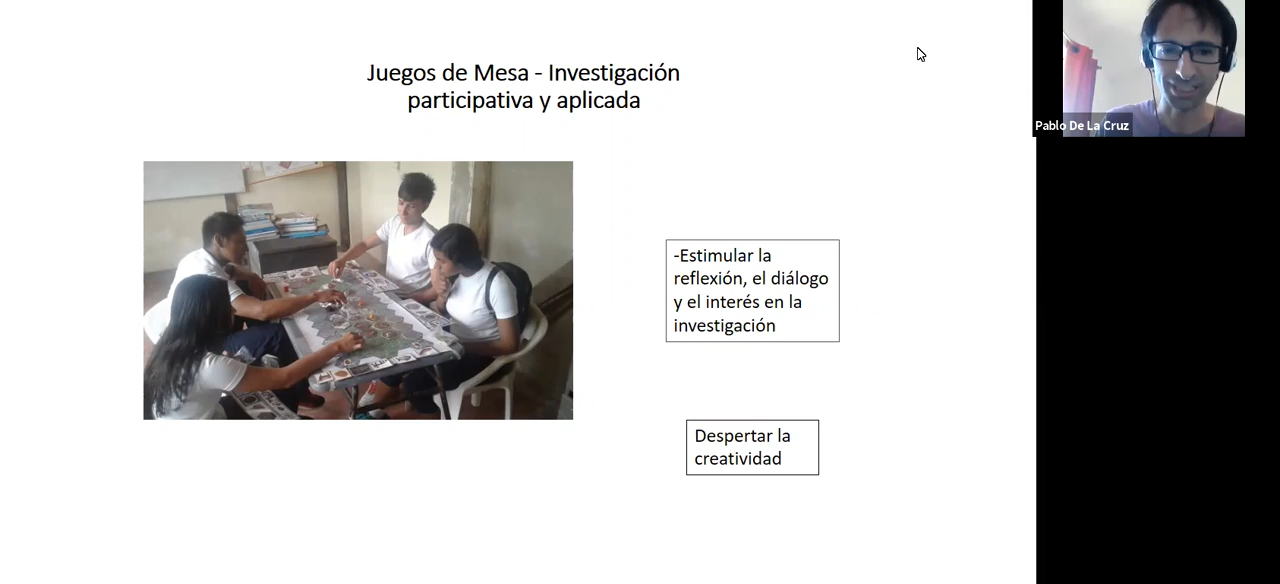 Juegos de Mesa - Investigación
participativa y aplicada
-Estimular la
reflexión, el diálogo
y el interés en la
investigación
Despertar la
creatividad
Pablo De La Cruz